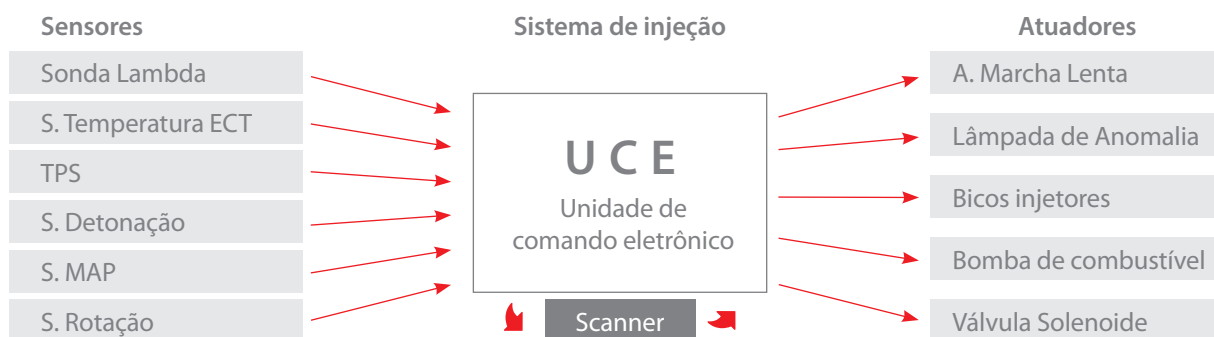 Sensores
Sonda Lambda
S. Temperatura ECT
TPS
S. Detonação
S. MAP
S. Rotação
Sistema de injeção
U C E
Unidade de
comando eletrônico
Scanner
Atuadores
A. Marcha Lenta
Lâmpada de Anomalia
Bicos injetores
Bomba de combustível
Válvula Solenoide